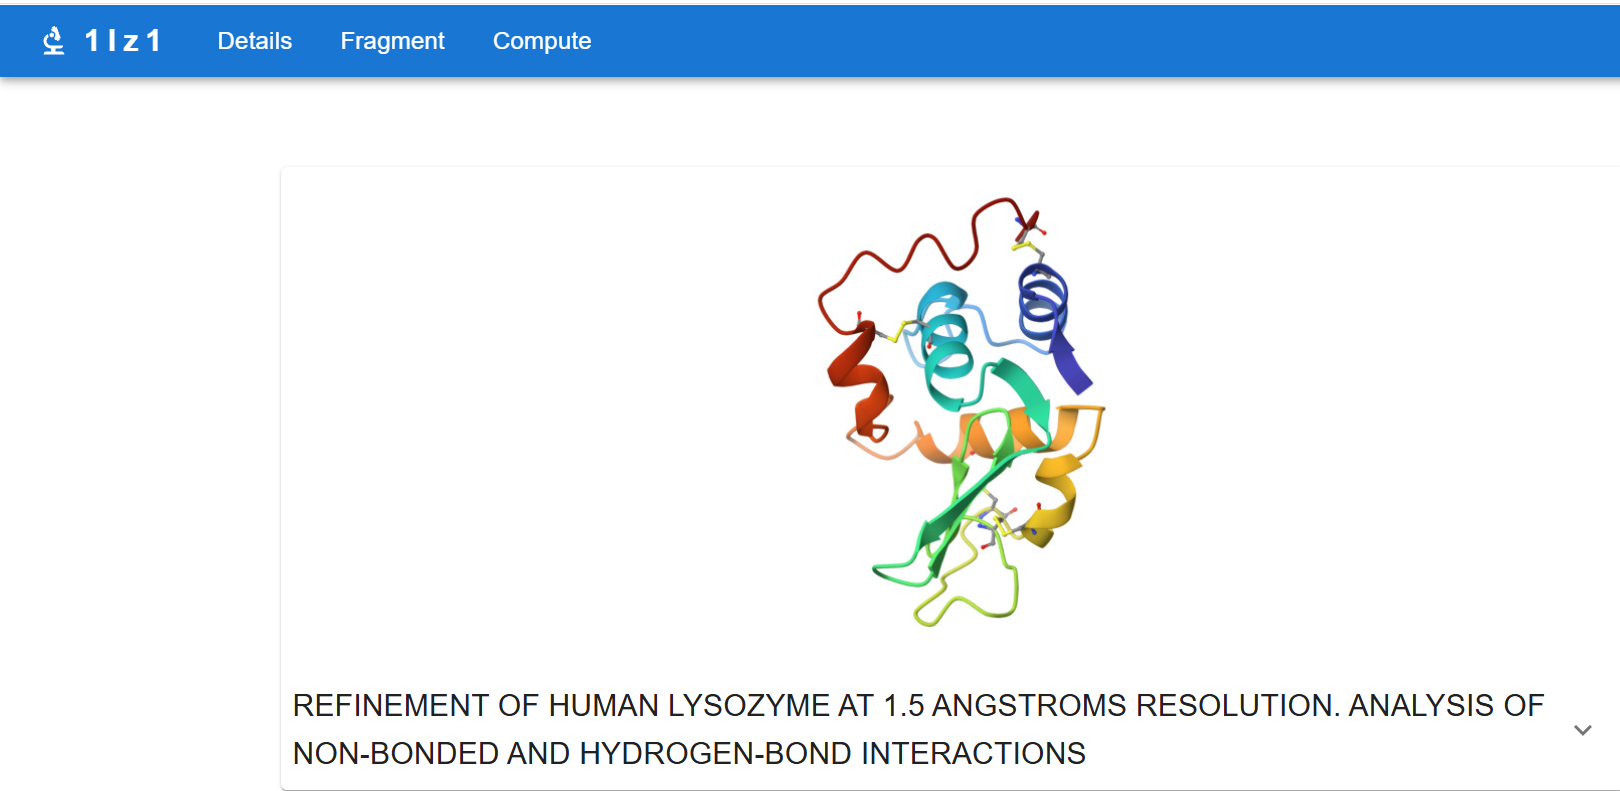 1lz1 Details Fragment Compute
REFINEMENT OF HUMAN LYSOZYME AT 1.5 ANGSTROMS RESOLUTION. ANALYSIS OF
NON-BONDED AND HYDROGEN-BOND INTERACTIONS